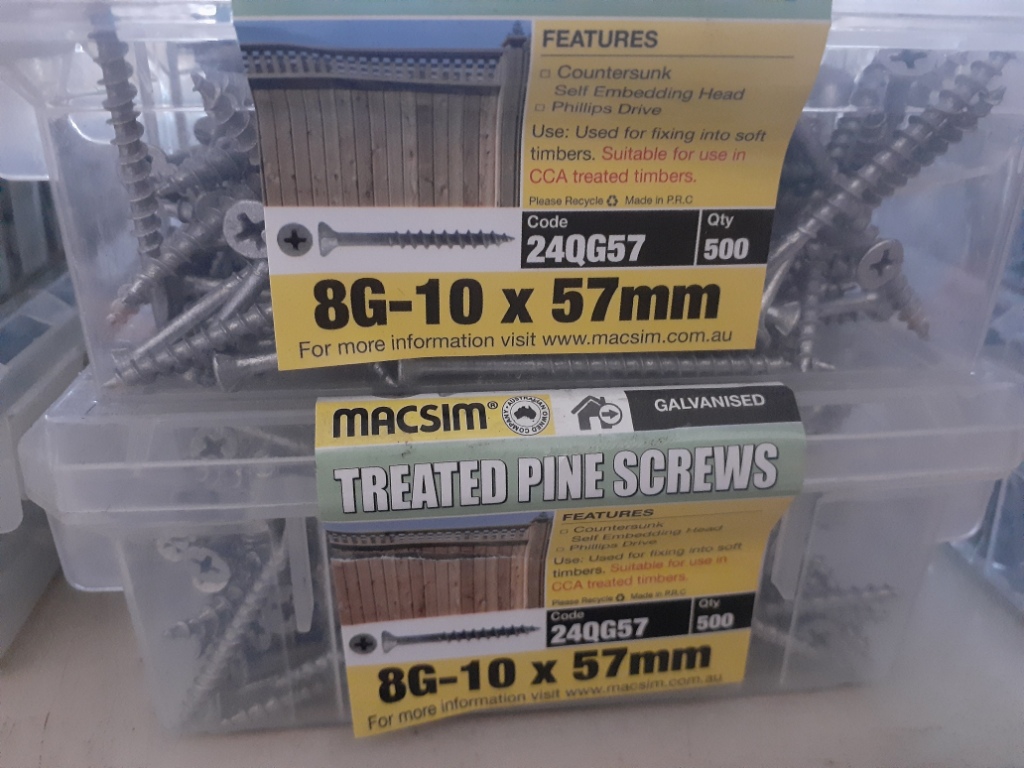 FEATURES
□ Countersunk
Self Embedding Head
□ Phillips Drive
Use: Used for fixing into soft
timbers. Suitable for use in
CCA treated timbers.
Please Recycle Made in P.R.C
Code
24QG57
Qty
500
8G-10 x 57mm
For more information visit www.macsim.com.au
MACSIM®
AUSTRALIAN OWNED COMPANY
GALVANISED
TREATED PINE SCREWS
FEATURES
□ Countersunk
Self Embedding Head
□ Phillips Drive
Use: Used for fixing into soft
timbers. Suitable for use in
CCA treated timbers.
Please Recycle Made in P.R.C
Code
24QG57
Qty
500
8G-10 x 57mm
For more information visit www.macsim.com.au